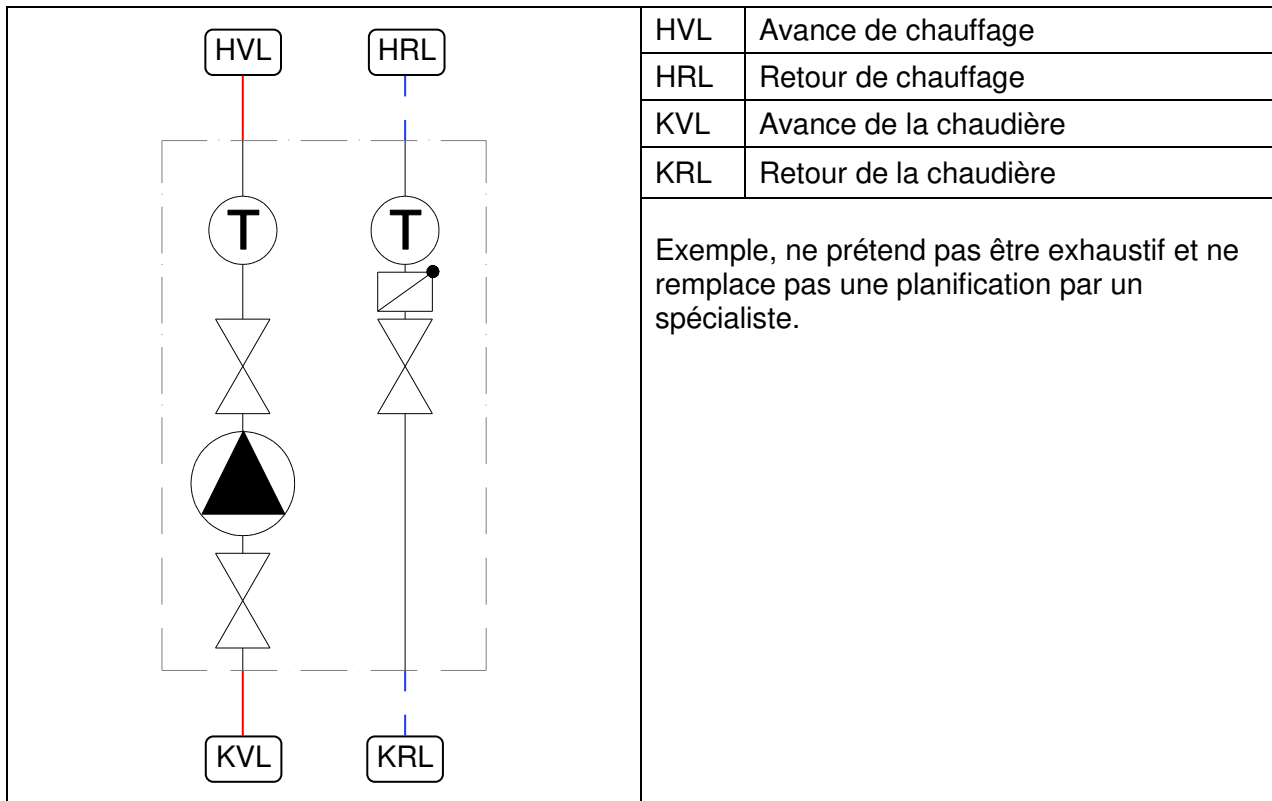 HVL
HRL
T
T
KVL
KRL
HVL Avance de chauffage
HRL Retour de chauffage
KVL Avance de la chaudière
KRL Retour de la chaudière
Exemple, ne prétend pas être exhaustif et ne
remplace pas une planification par un
spécialiste.